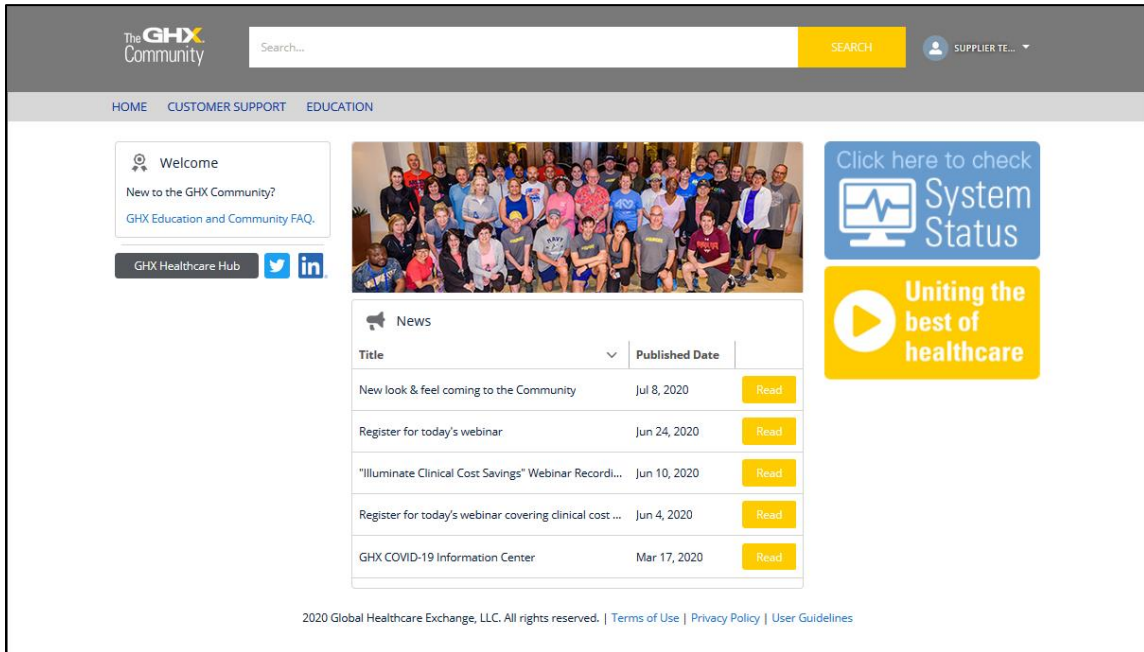 The GHX
Community
Search...
SEARCH
SUPPLIER TE...
HOME CUSTOMER SUPPORT EDUCATION
Welcome
New to the GHX Community?
GHX Education and Community FAQ.
GHX Healthcare Hub
in
Click here to check
System
Status
Uniting the
best of
healthcare
News
Title Published Date
New look & feel coming to the Community Jul 8, 2020 Read
Register for today's webinar Jun 24, 2020 Read
"Illuminate Clinical Cost Savings" Webinar Recordi... Jun 10, 2020 Read
Register for today's webinar covering clinical cost ... Jun 4, 2020 Read
GHX COVID-19 Information Center Mar 17, 2020 Read
2020 Global Healthcare Exchange, LLC. All rights reserved. | Terms of Use | Privacy Policy | User Guidelines